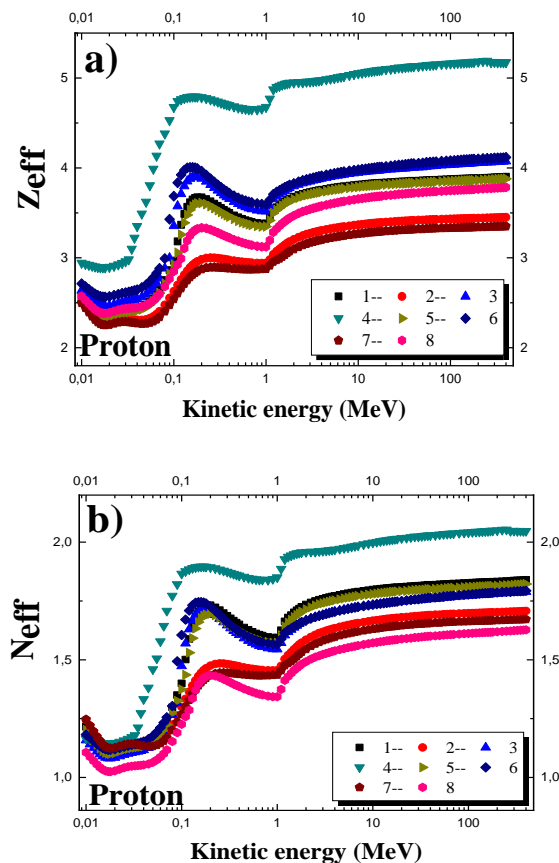 0,01 0,1 1 10 100
a)
Zeff
5 5
4 4
3 3
2 2
1-- 2-- 3
4-- 5-- 6
7-- 8
Proton
0,01 0,1 1 10 100
Kinetic energy (MeV)
0,01 0,1 1 10 100
b)
Neff
2,0 2,0
1,5 1,5
1,0 1,0
1-- 2-- 3
4-- 5-- 6
7-- 8
Proton
0,01 0,1 1 10 100
Kinetic energy (MeV)